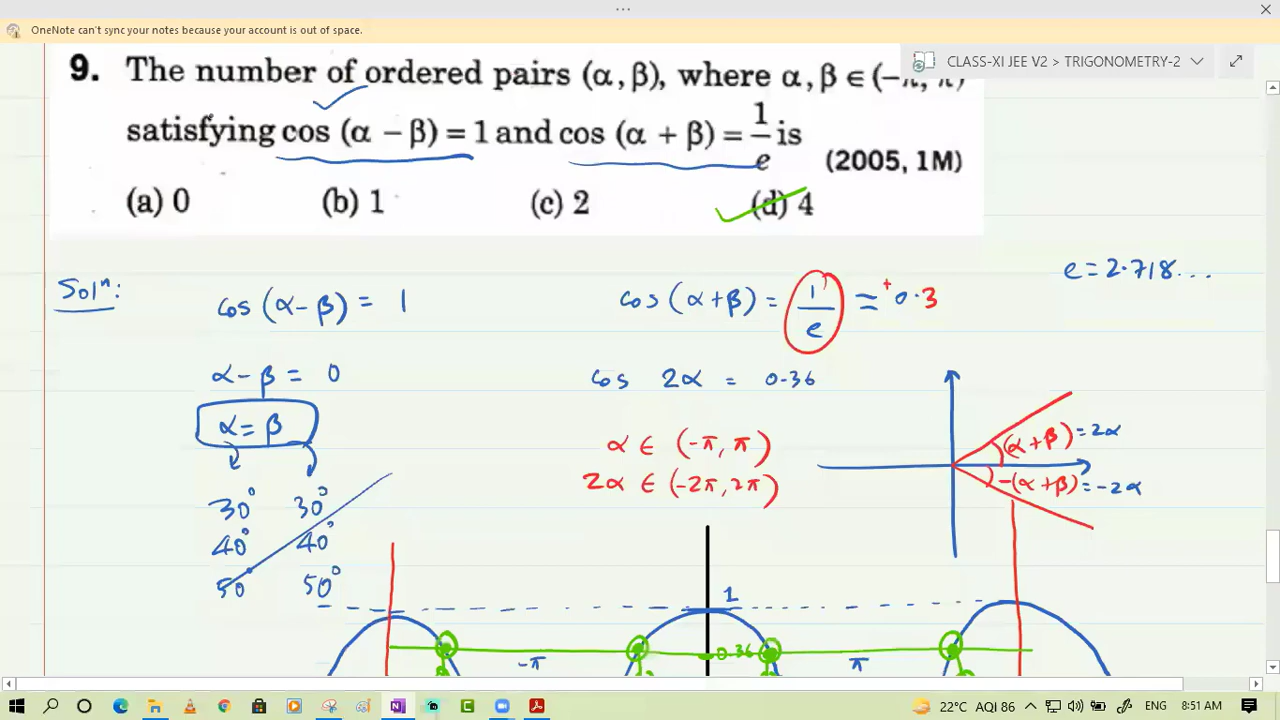 OneNote can't sync your notes because your account is out of space.
CLASS-XI JEE V2 > TRIGONOMETRY-2
9. The number of ordered pairs (α, β), where α, β ∈ (−π, π)
satisfying cos (α − β) = 1 and cos (α + β) = 1/e is
(2005, 1M)
(a) 0 (b) 1 (c) 2 (d) 4
e = 2.718...
Solⁿ: cos (α − β) = 1 cos (α + β) = 1/e ≈ +0.3
α − β = 0 cos 2α = 0.36
α = β
α ∈ (−π, π)
2α ∈ (−2π, 2π)
(α + β) = 2α
−(α + β) = −2α
30° 30°
40° 40°
50 50°
1
−π 0.36 π
22°C AQI 86 ENG 8:51 AM